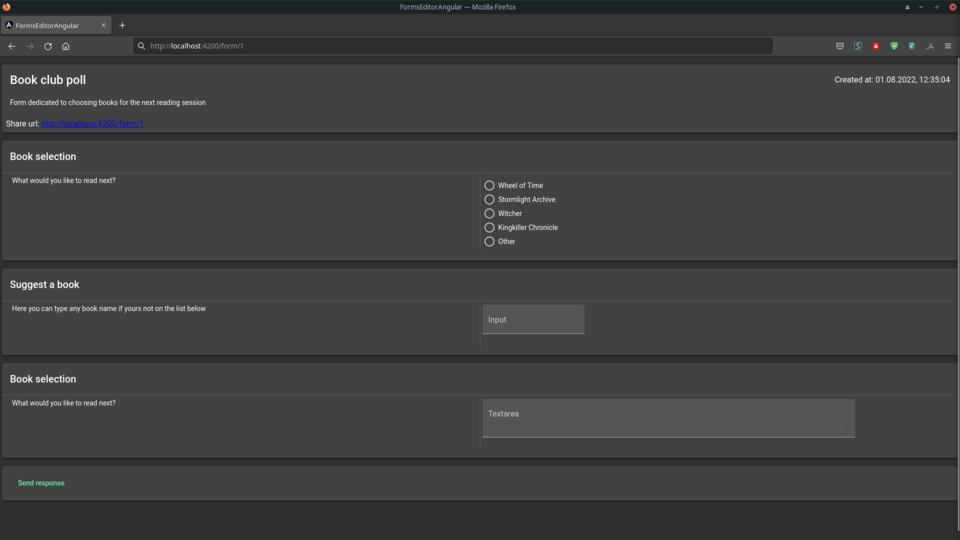 FormsEditorAngular — Mozilla Firefox
FormsEditorAngular
http://localhost:4200/form/1
Book club poll
Created at: 01.08.2022, 12:35:04
Form dedicated to choosing books for the next reading session
Share url: http://localhost:4200/form/1
Book selection
What would you like to read next?
Wheel of Time
Stormlight Archive
Witcher
Kingkiller Chronicle
Other
Suggest a book
Here you can type any book name if yours not on the list below
Input
Book selection
What would you like to read next?
Textarea
Send response